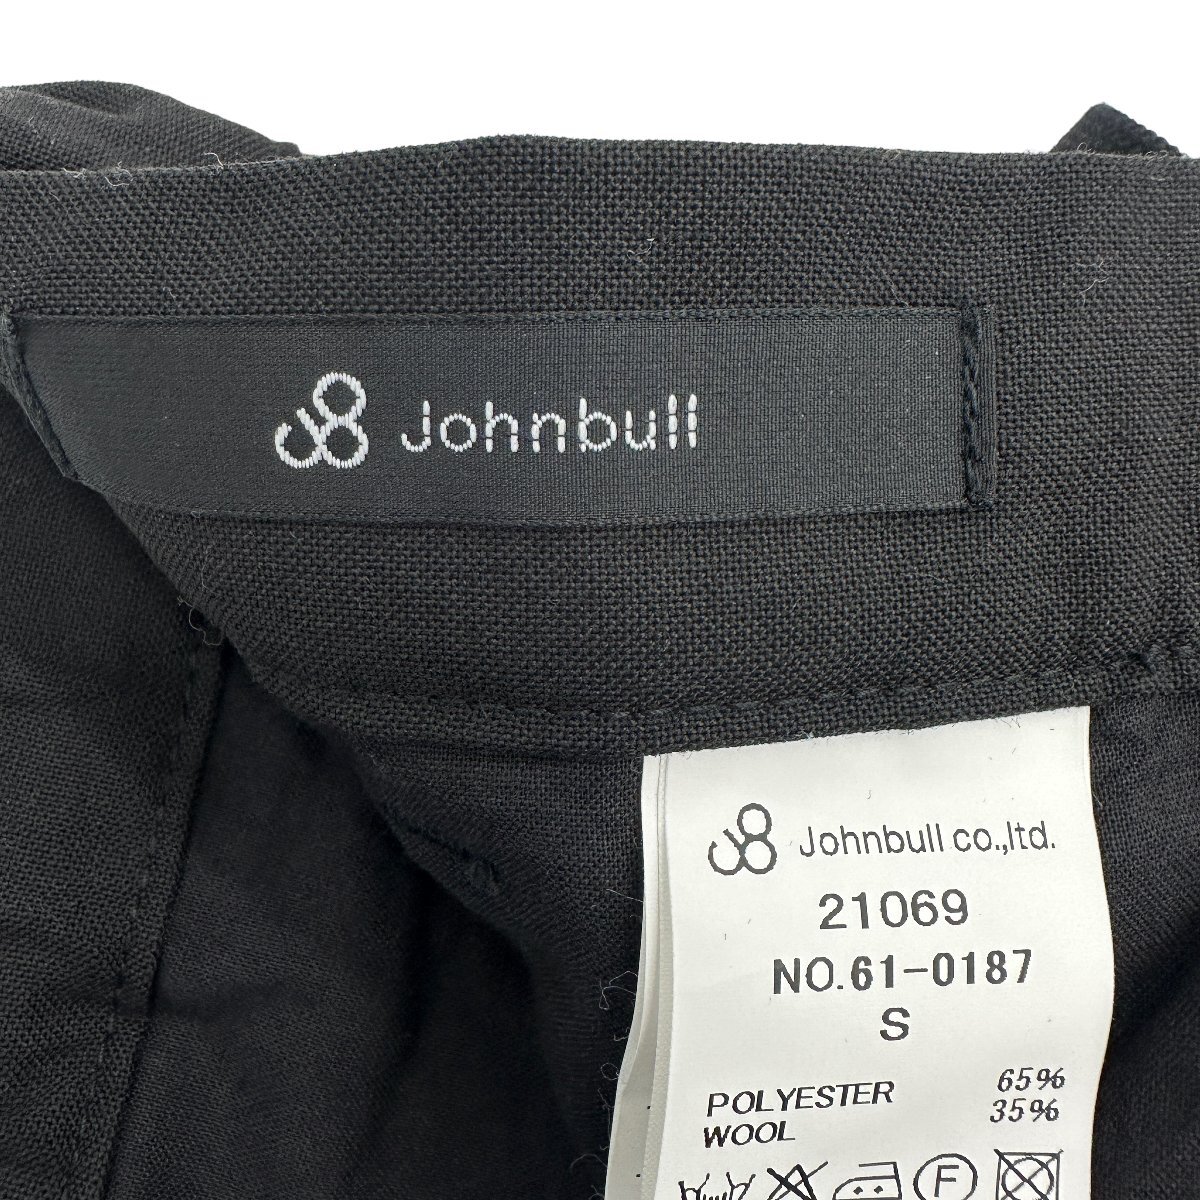 Johnbull
Johnbull co.,ltd.
21069
NO.61-0187
S
POLYESTER 65%
WOOL 35%
F